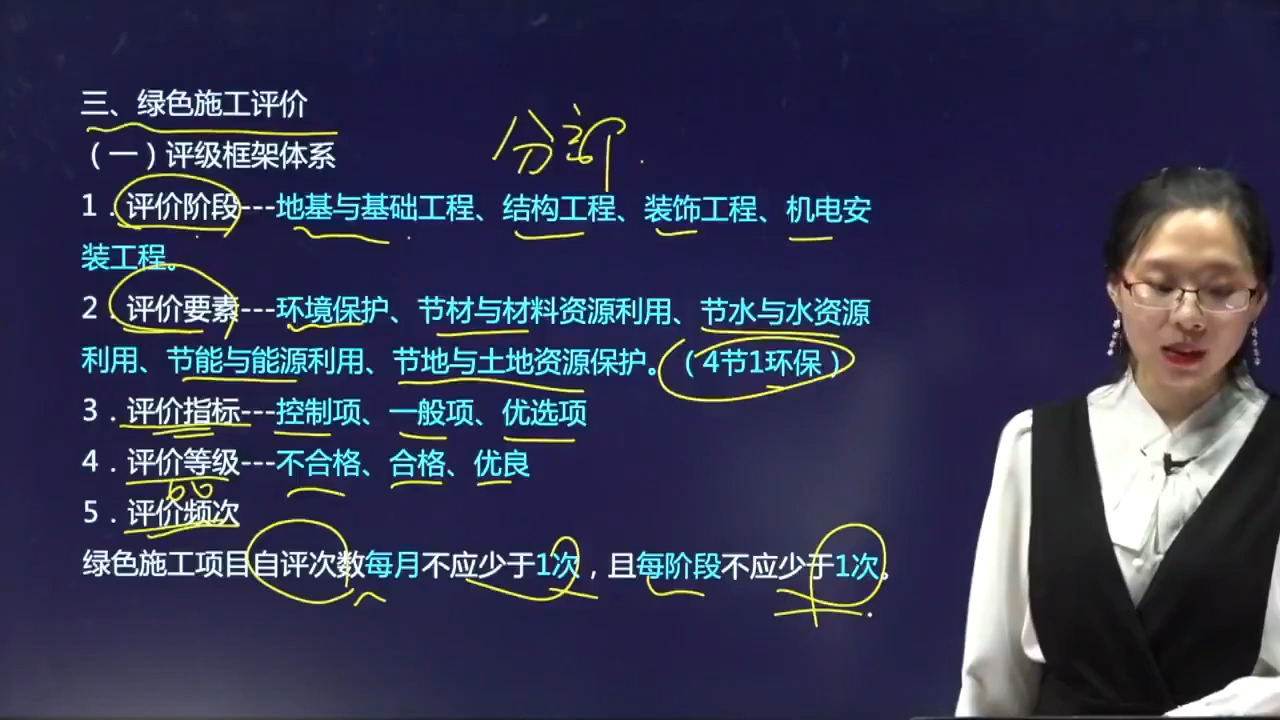 三、绿色施工评价
分部.
（一）评级框架体系
1．评价阶段---地基与基础工程、结构工程、装饰工程、机电安
装工程。
2．评价要素---环境保护、节材与材料资源利用、节水与水资源
利用、节能与能源利用、节地与土地资源保护。（4节1环保）
3．评价指标---控制项、一般项、优选项
4．评价等级---不合格、合格、优良
60
5．评价频次
绿色施工项目自评次数每月不应少于1次，且每阶段不应少于1次。